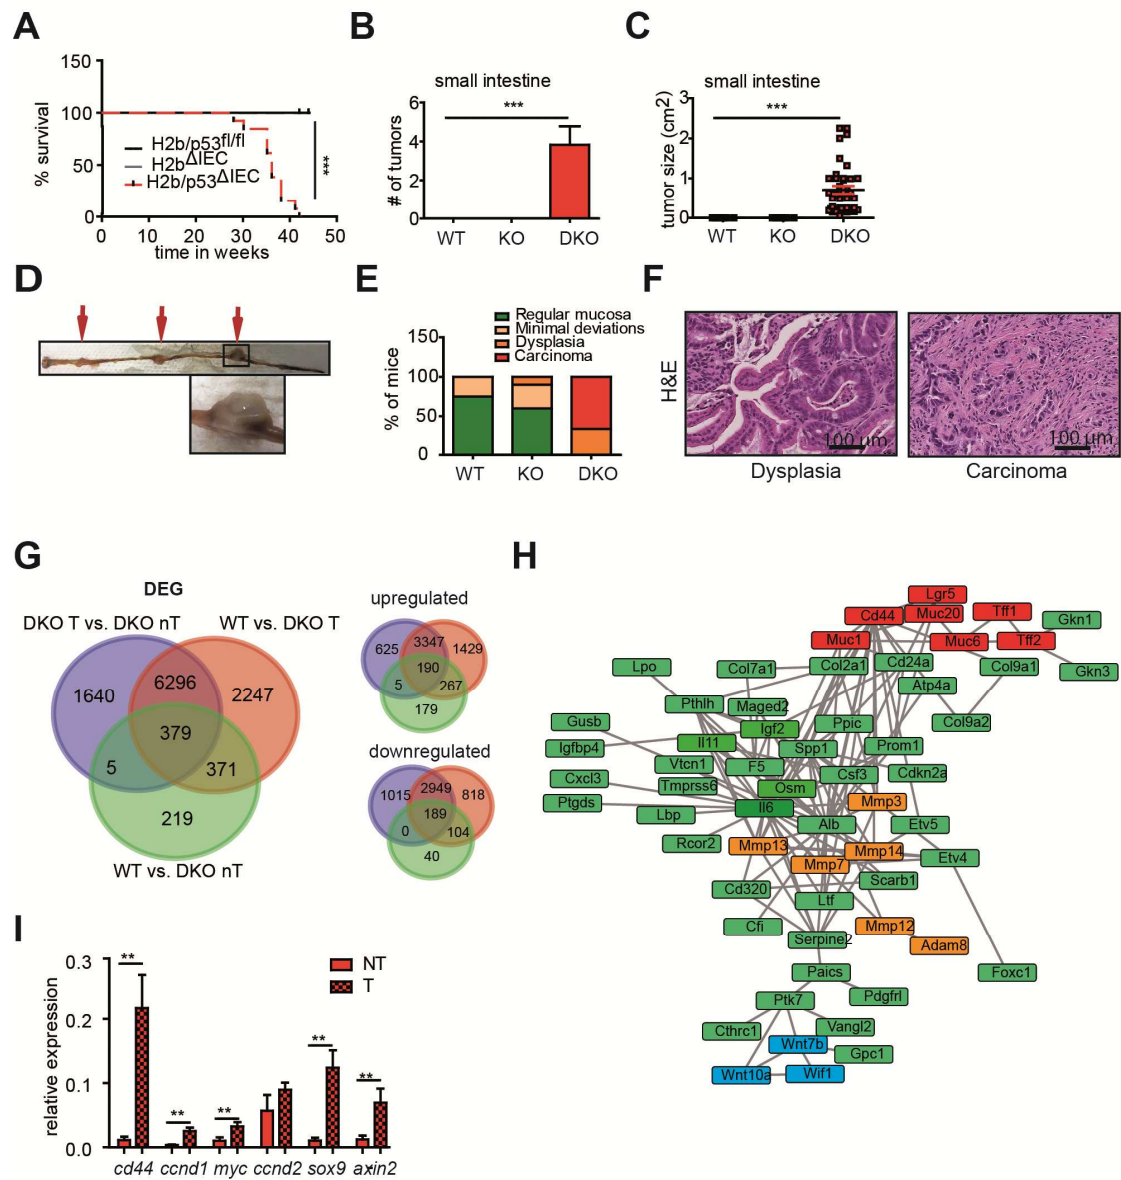 A
% survival
150
100
50
0
H2b/p53fl/fl
H2bΔIEC
H2b/p53ΔIEC
***
0 10 20 30 40 50
time in weeks
B
small intestine
# of tumors
6
4
2
0
***
WT KO DKO
C
small intestine
tumor size (cm2)
3
2
1
0
***
WT KO DKO
D
E
Regular mucosa
Minimal deviations
Dysplasia
Carcinoma
% of mice
150
100
50
0
WT KO DKO
F
H&E
100 µm
100 µm
Dysplasia
Carcinoma
G
DEG
DKO T vs. DKO nT
WT vs. DKO T
1640
6296
2247
379
5
371
219
WT vs. DKO nT
upregulated
625
3347
1429
190
5
267
179
downregulated
1015
2949
818
189
0
104
40
H
Lgr5
Cd44
Muc20
Tff1
Gkn1
Muc1
Muc6
Tff2
Lpo
Col7a1
Col2a1
Cd24a
Col9a1
Gkn3
Atp4a
Pthlh
Maged2
Gusb
Igf2
Ppic
Col9a2
Igfbp4
Il11
Spp1
Prom1
Cxcl3
Vtcn1
F5
Csf3
Cdkn2a
Tmprss6
Osm
Ptgds
Il6
Mmp3
Lbp
Alb
Etv5
Rcor2
Mmp13
Mmp14
Mmp7
Etv4
Cd320
Scarb1
Ltf
Cfi
Mmp12
Serpine2
Adam8
Paics
Foxc1
Ptk7
Pdgfrl
Cthrc1
Vangl2
Wnt7b
Gpc1
Wnt10a
Wif1
I
relative expression
0.3
0.2
0.1
0.0
NT
T
**
**
**
**
**
cd44 ccnd1 myc ccnd2 sox9 axin2